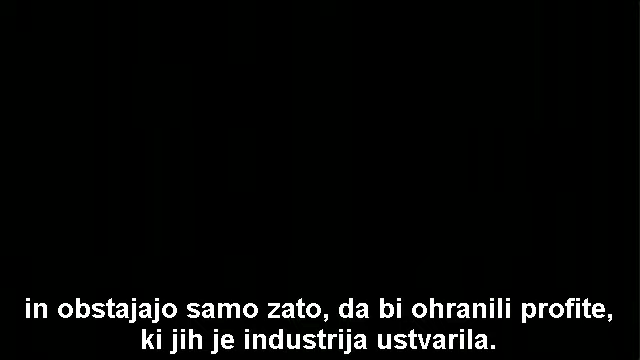 in obstajajo samo zato, da bi ohranili profite,
ki jih je industrija ustvarila.